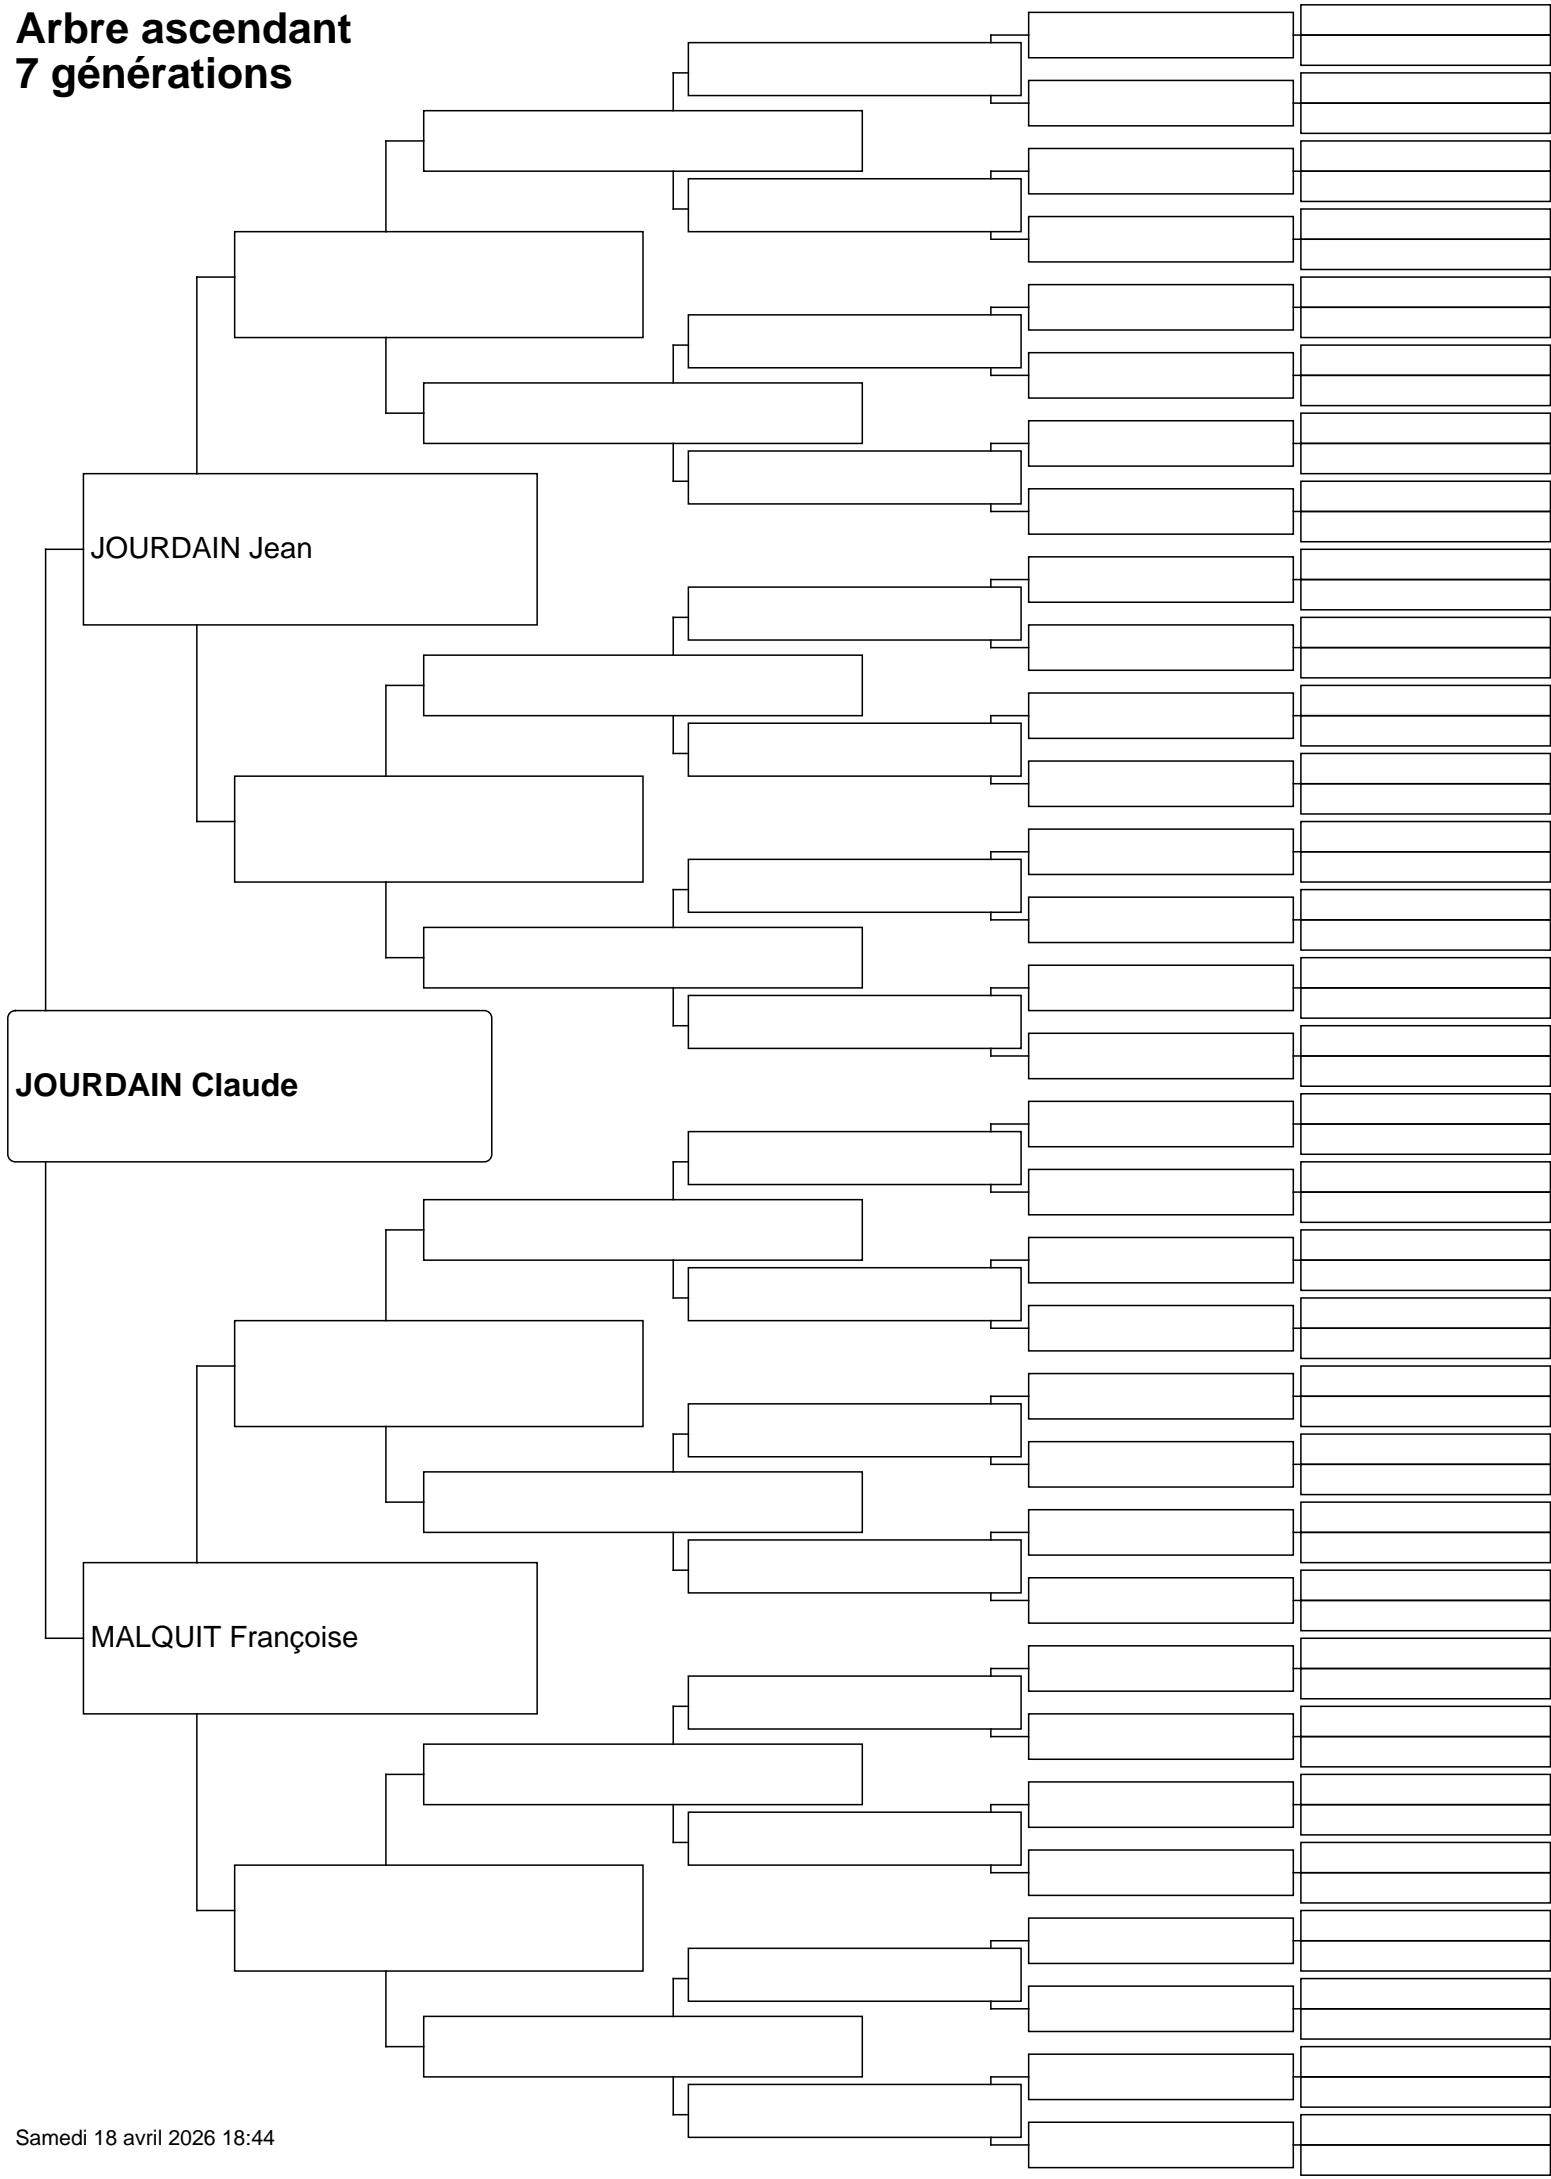 Arbre ascendant
7 générations
JOURDAIN Jean
JOURDAIN Claude
MALQUIT Françoise
Samedi 18 avril 2026 18:44